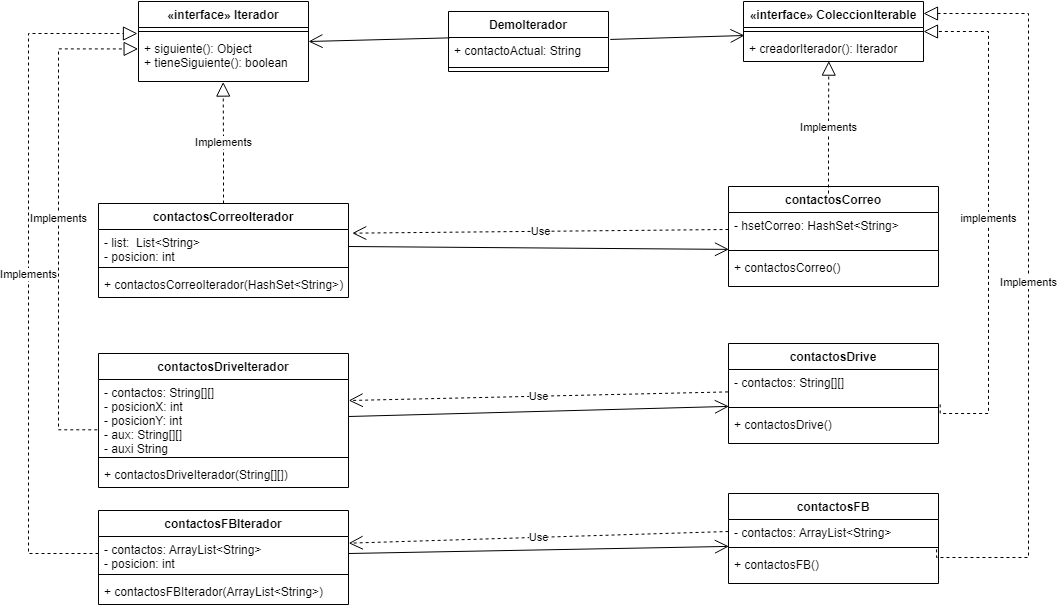 «interface» Iterador
+ siguiente(): Object
+ tieneSiguiente(): boolean
DemoIterador
+ contactoActual: String
«interface» ColeccionIterable
+ creadorIterador(): Iterador
Implements
Implements
contactosCorreoIterador
- list:  List<String>
- posicion: int
+ contactosCorreoIterador(HashSet<String>)
Use
contactosCorreo
- hsetCorreo: HashSet<String>
+ contactosCorreo()
Implements
implements
Implements
Implements
contactosDriveIterador
- contactos: String[][]
- posicionX: int
- posicionY: int
- aux: String[][]
- auxi String
+ contactosDriveIterador(String[][])
Use
contactosDrive
- contactos: String[][]
+ contactosDrive()
contactosFBIterador
- contactos: ArrayList<String>
- posicion: int
+ contactosFBIterador(ArrayList<String>)
Use
contactosFB
- contactos: ArrayList<String>
+ contactosFB()